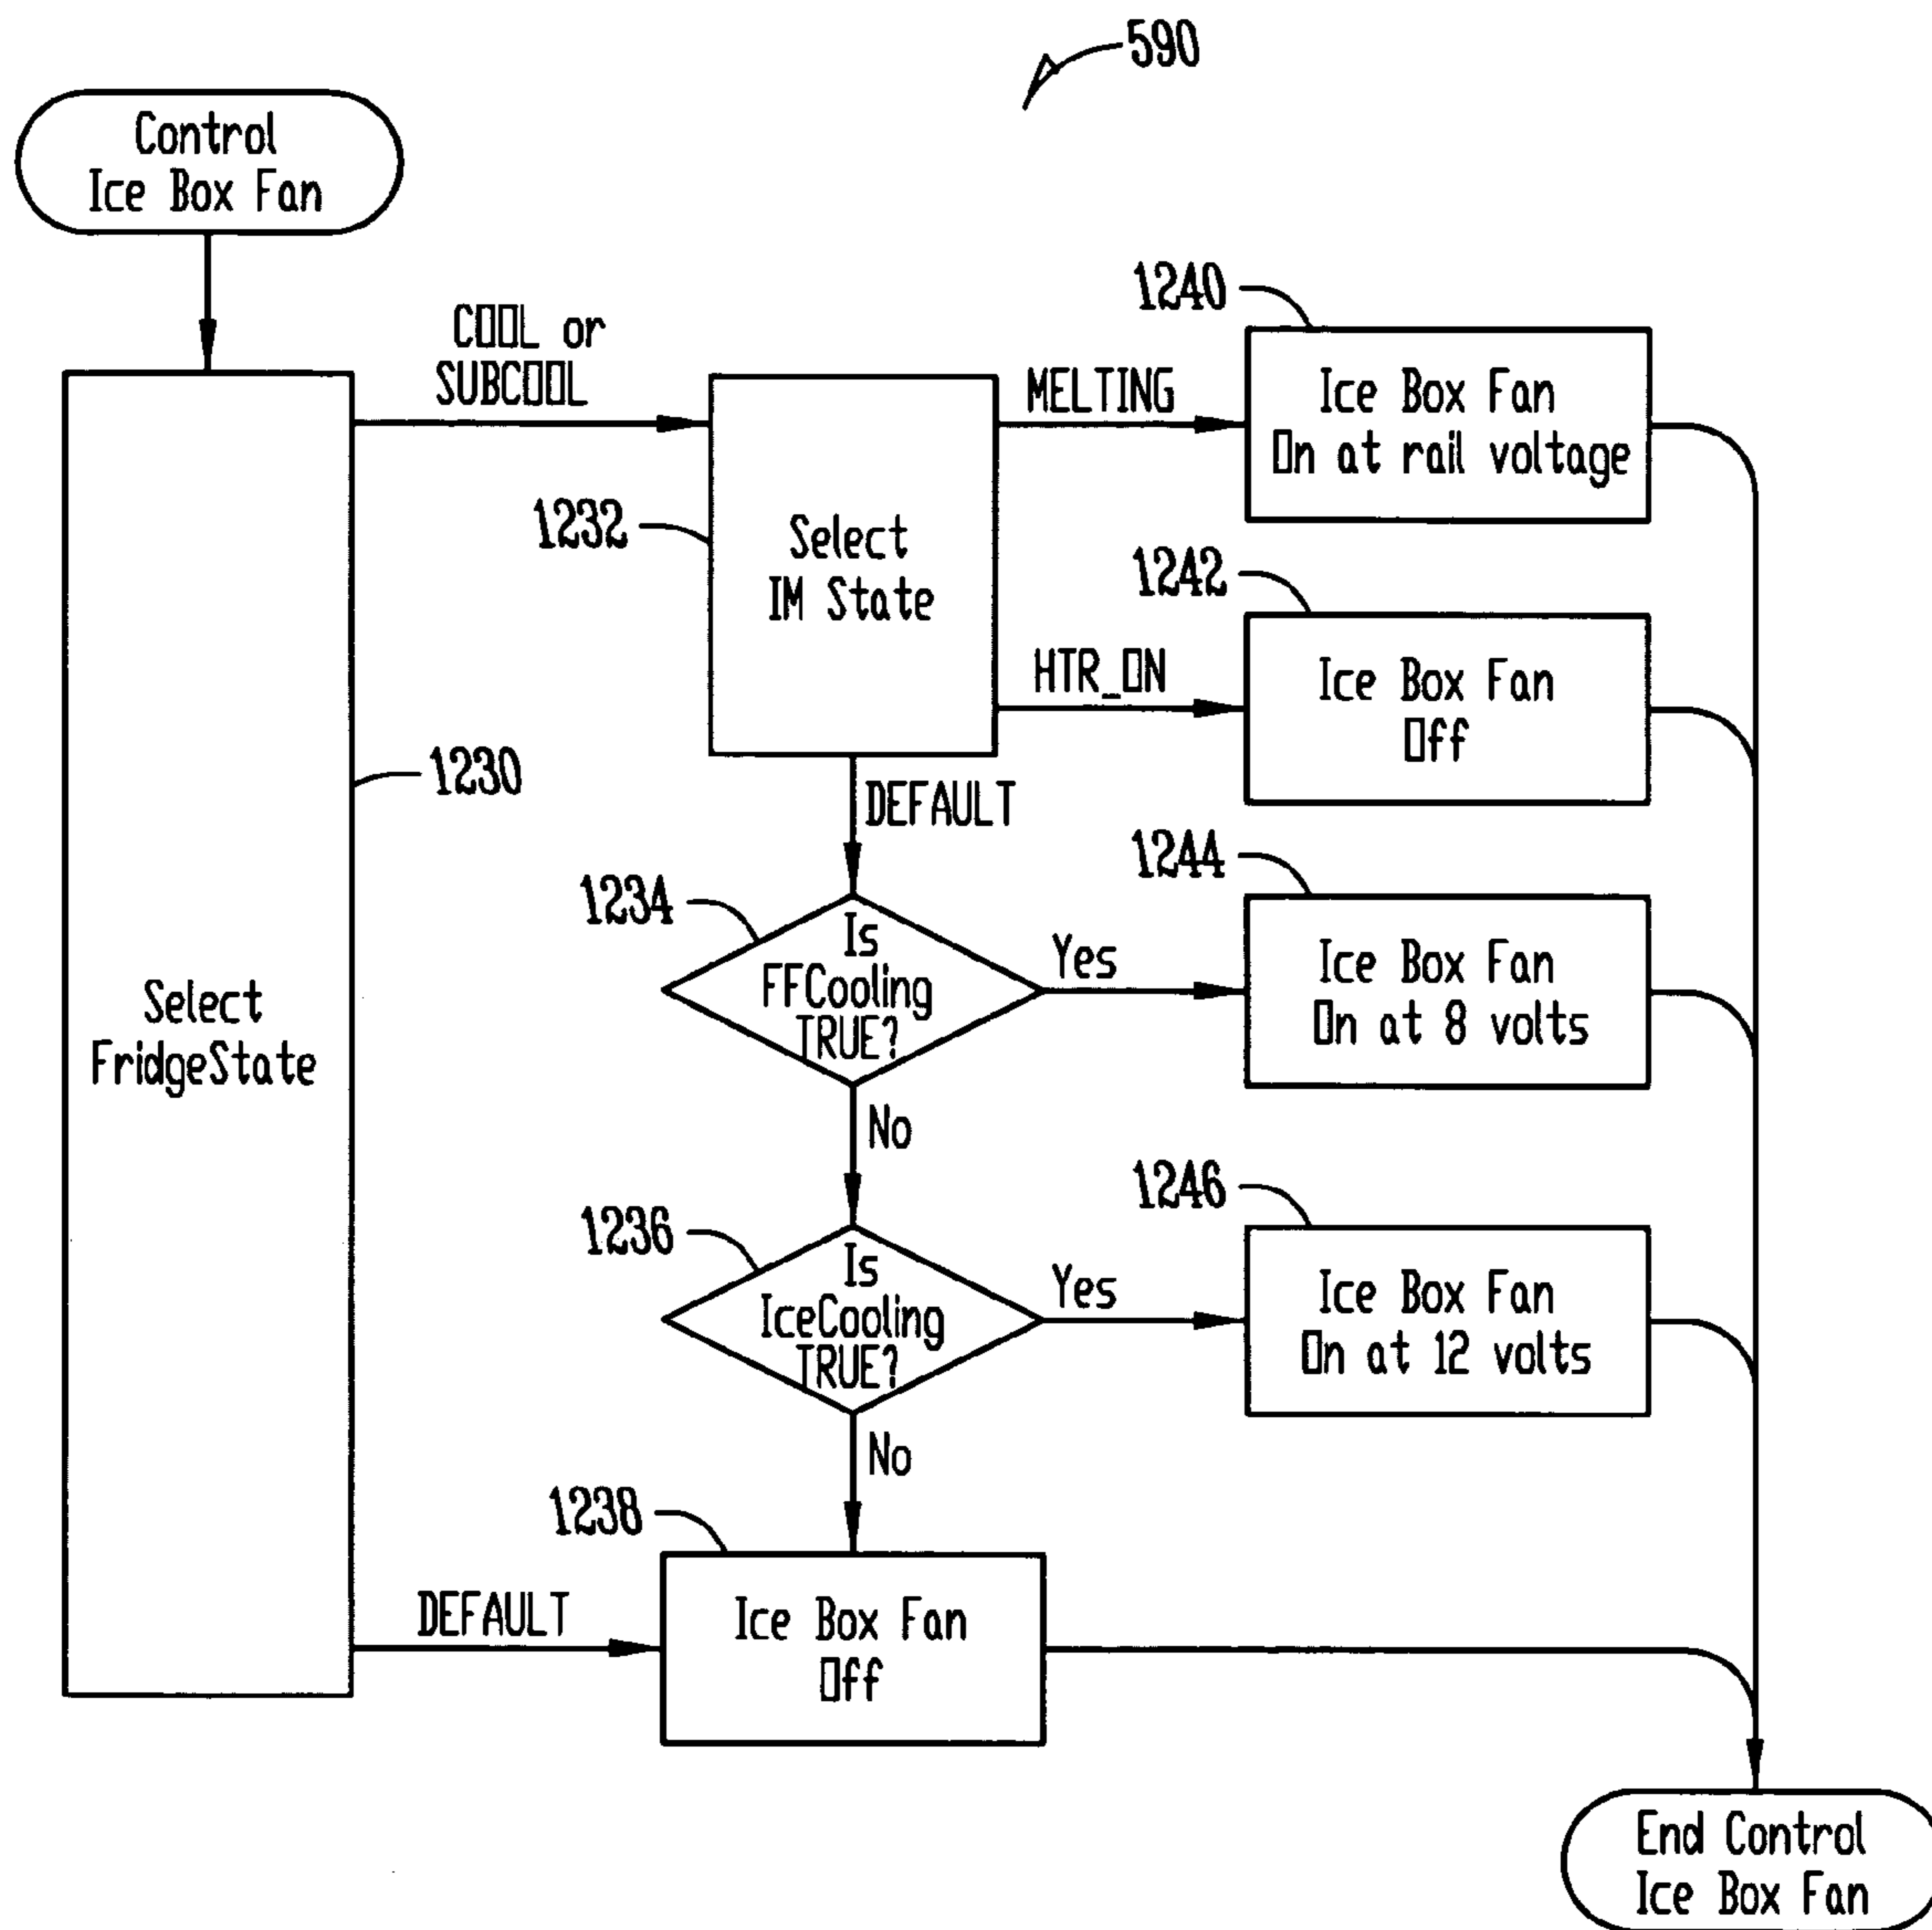 590
Control
Ice Box Fan
COOL or
SUBCOOL
1230
Select
FridgeState
1232
Select
IM State
MELTING
1240
Ice Box Fan
On at rail voltage
HTR_ON
1242
Ice Box Fan
Off
DEFAULT
1234
Is
FFCooling
TRUE?
Yes
1244
Ice Box Fan
On at 8 volts
No
1236
Is
IceCooling
TRUE?
Yes
1246
Ice Box Fan
On at 12 volts
No
1238
DEFAULT
Ice Box Fan
Off
End Control
Ice Box Fan